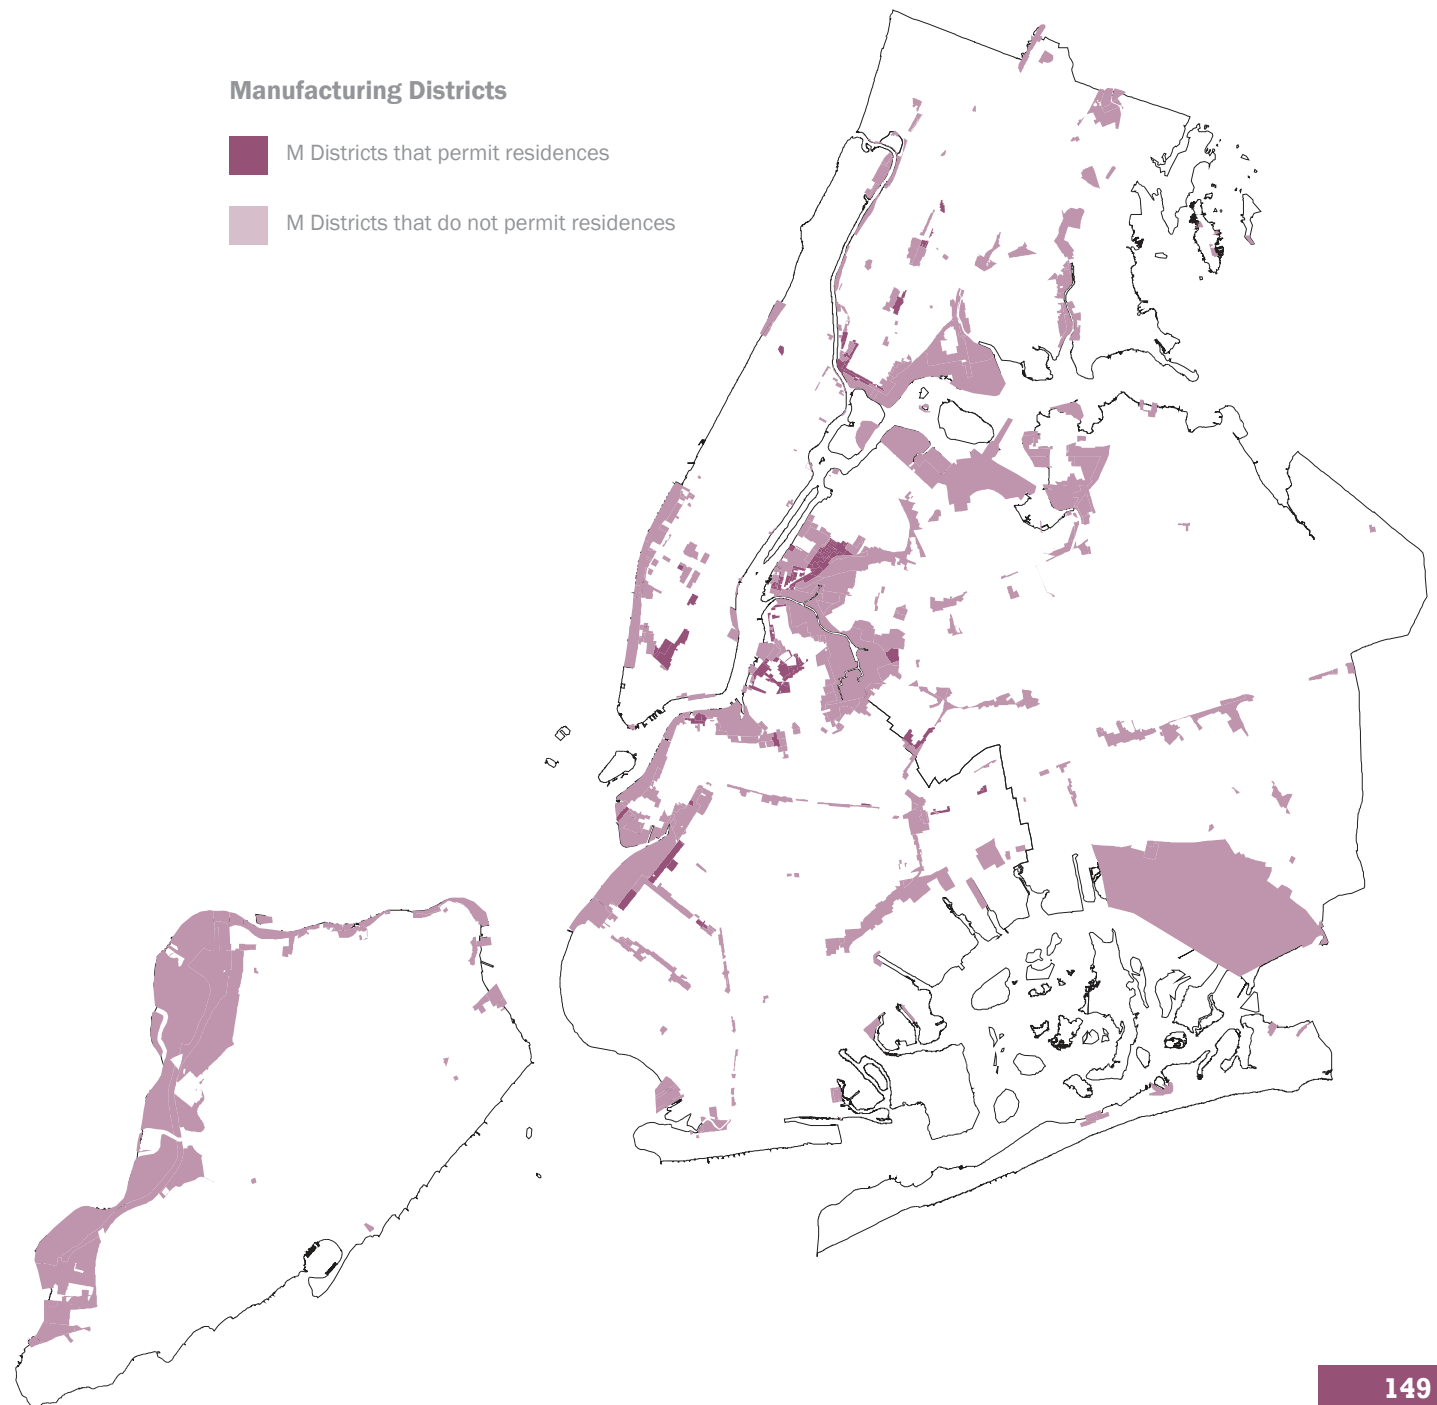 Manufacturing Districts
M Districts that permit residences
M Districts that do not permit residences
149